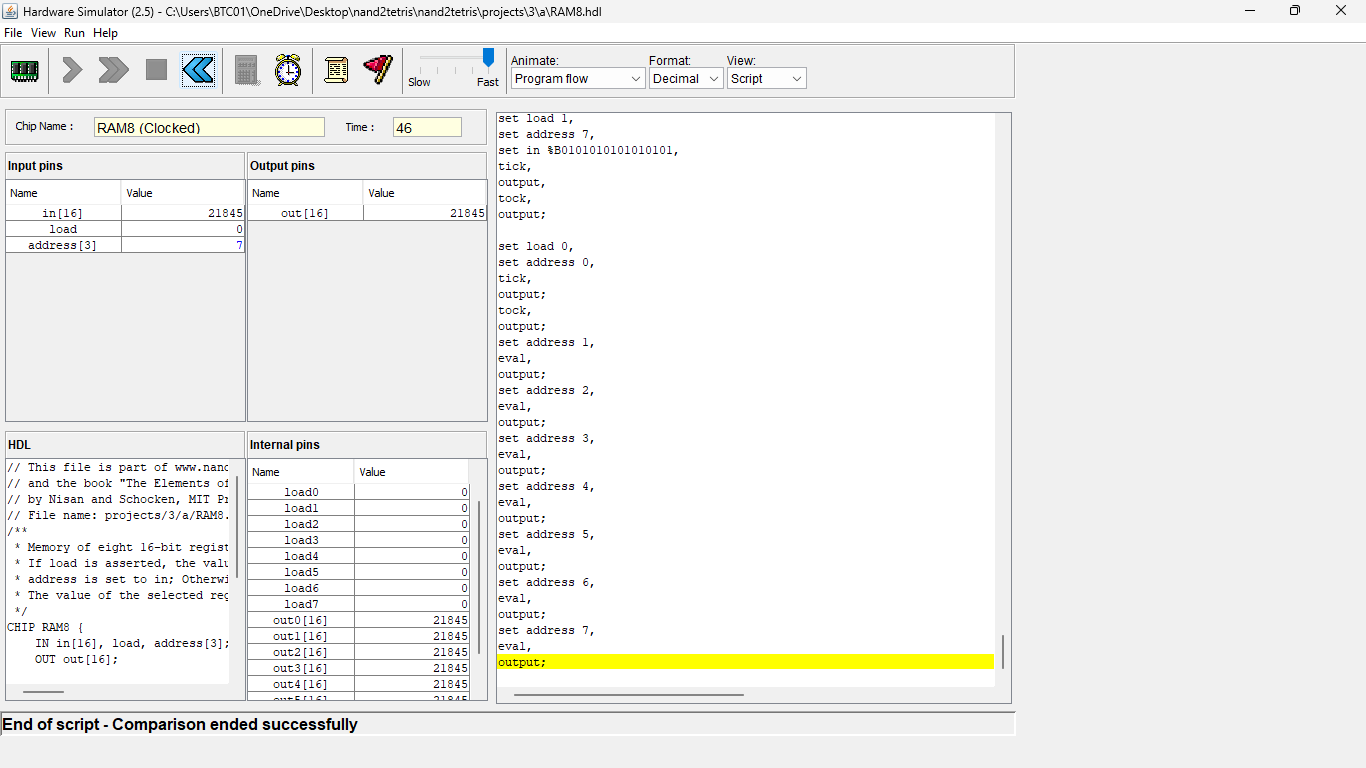 Hardware Simulator (2.5) - C:\Users\BTC01\OneDrive\Desktop\nand2tetris\nand2tetris\projects\3\a\RAM8.hdl
File View Run Help
Slow Fast
Animate: Format: View:
Program flow Decimal Script
Chip Name : RAM8 (Clocked) Time : 46
Input pins
Name Value
in[16] 21845
load 0
address[3] 7
Output pins
Name Value
out[16] 21845
HDL
// This file is part of www.nand
// and the book "The Elements of
// by Nisan and Schocken, MIT Pr
// File name: projects/3/a/RAM8.
/**
* Memory of eight 16-bit regist
* If load is asserted, the valu
* address is set to in; Otherwi
* The value of the selected reg
*/
CHIP RAM8 {
IN in[16], load, address[3];
OUT out[16];
Internal pins
Name Value
load0 0
load1 0
load2 0
load3 0
load4 0
load5 0
load6 0
load7 0
out0[16] 21845
out1[16] 21845
out2[16] 21845
out3[16] 21845
out4[16] 21845
out5[16] 21845
set load 1,
set address 7,
set in %B0101010101010101,
tick,
output,
tock,
output;
set load 0,
set address 0,
tick,
output;
tock,
output;
set address 1,
eval,
output;
set address 2,
eval,
output;
set address 3,
eval,
output;
set address 4,
eval,
output;
set address 5,
eval,
output;
set address 6,
eval,
output;
set address 7,
eval,
output;
End of script - Comparison ended successfully